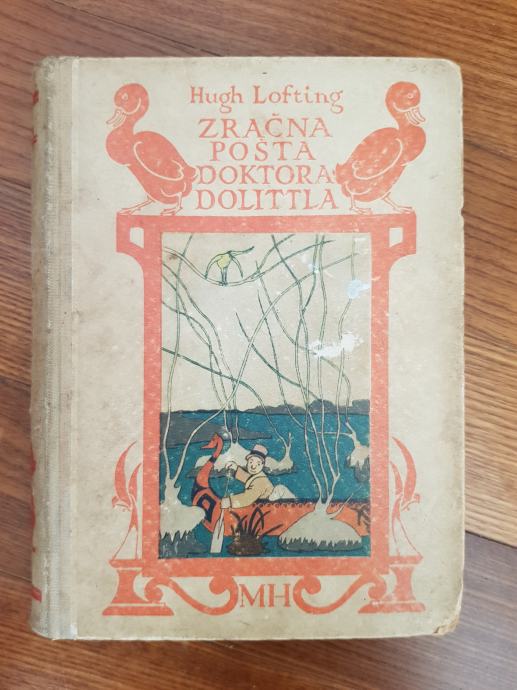 Hugh Lofting
ZRAČNA
POŠTA
DOKTORA
DOLITTLA
MH